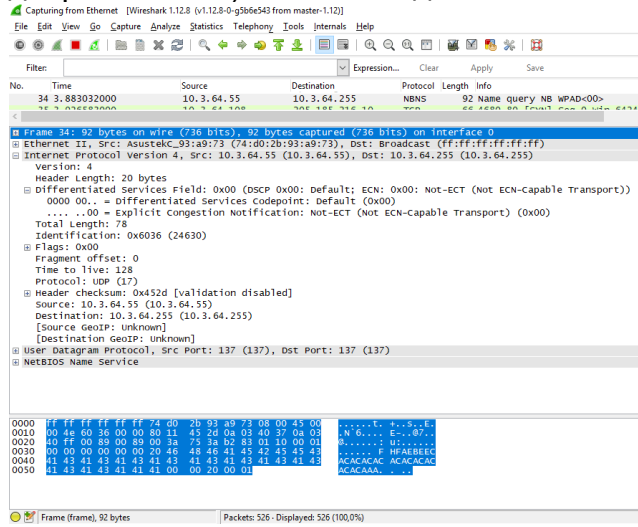 Capturing from Ethernet [Wireshark 1.12.8 (v1.12.8-0-g5b6e543 from master-1.12)]
File Edit View Go Capture Analyze Statistics Telephony Tools Internals Help
Filter: Expression... Clear Apply Save
No. Time Source Destination Protocol Length Info
34 3.883032000 10.3.64.55 10.3.64.255 NBNS 92 Name query NB WPAD<00>
Frame 34: 92 bytes on wire (736 bits), 92 bytes captured (736 bits) on interface 0
Ethernet II, Src: AsustekC_93:a9:73 (74:d0:2b:93:a9:73), Dst: Broadcast (ff:ff:ff:ff:ff:ff)
Internet Protocol Version 4, Src: 10.3.64.55 (10.3.64.55), Dst: 10.3.64.255 (10.3.64.255)
Version: 4
Header Length: 20 bytes
Differentiated Services Field: 0x00 (DSCP 0x00: Default; ECN: 0x00: Not-ECT (Not ECN-Capable Transport))
0000 00.. = Differentiated Services Codepoint: Default (0x00)
.... ..00 = Explicit Congestion Notification: Not-ECT (Not ECN-Capable Transport) (0x00)
Total Length: 78
Identification: 0x6036 (24630)
Flags: 0x00
Fragment offset: 0
Time to live: 128
Protocol: UDP (17)
Header checksum: 0x452d [validation disabled]
Source: 10.3.64.55 (10.3.64.55)
Destination: 10.3.64.255 (10.3.64.255)
[Source GeoIP: Unknown]
[Destination GeoIP: Unknown]
User Datagram Protocol, Src Port: 137 (137), Dst Port: 137 (137)
NetBIOS Name Service
0000 ff ff ff ff ff ff 74 d0 2b 93 a9 73 08 00 45 00 ......t. +..s..E.
0010 00 4e 60 36 00 00 80 11 45 2d 0a 03 40 37 0a 03 .N`6.... E-..@7..
0020 40 ff 00 89 00 89 00 3a 75 3a b2 83 01 10 00 01 @......: u:......
0030 00 00 00 00 00 00 20 46 48 46 41 45 42 45 45 43 ...... F HFAEBEEC
0040 41 43 41 43 41 43 41 43 41 43 41 43 41 43 41 43 ACACACAC ACACACAC
0050 41 43 41 43 41 41 41 00 00 20 00 01 ACACAAA. . ..
Frame (frame), 92 bytes Packets: 526 · Displayed: 526 (100,0%)